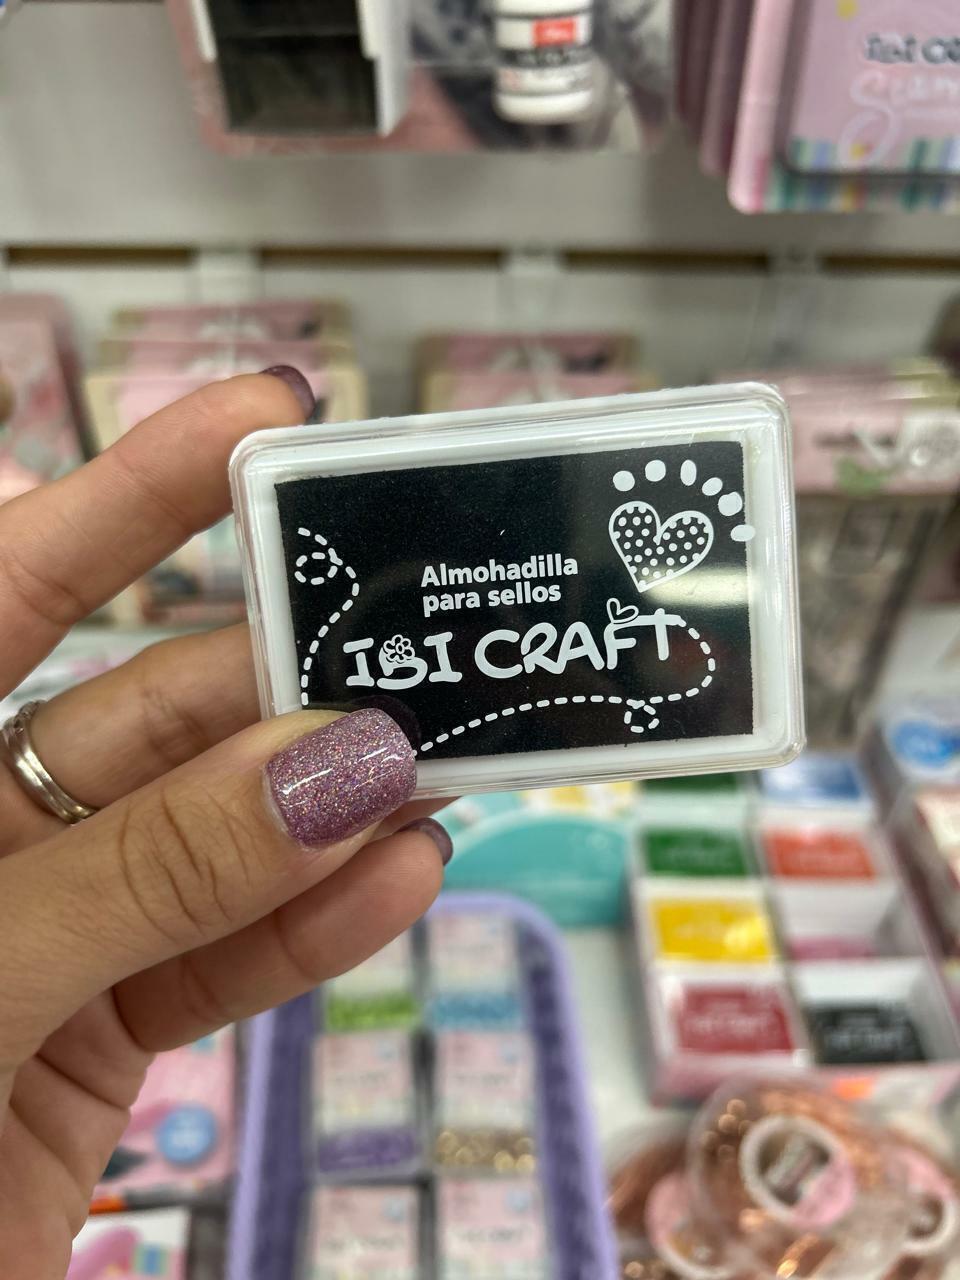 Almohadilla
para sellos
IBI CRAFT